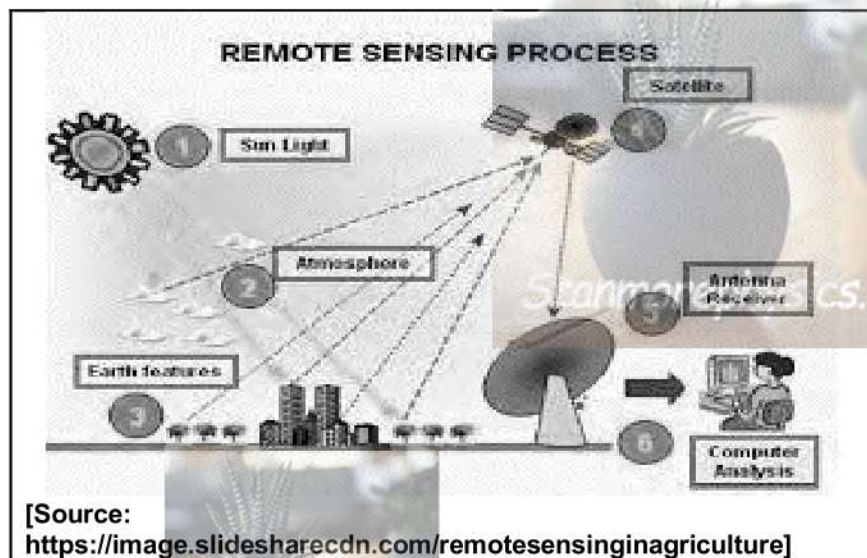 REMOTE SENSING PROCESS
Satellite
4
1
Sun Light
2
Atmosphere
Scanmorephysics
Antenna
Receiver
5
Earth features
3
6
Computer
Analysis
[Source:
https://image.slidesharecdn.com/remotesensinginagriculture]